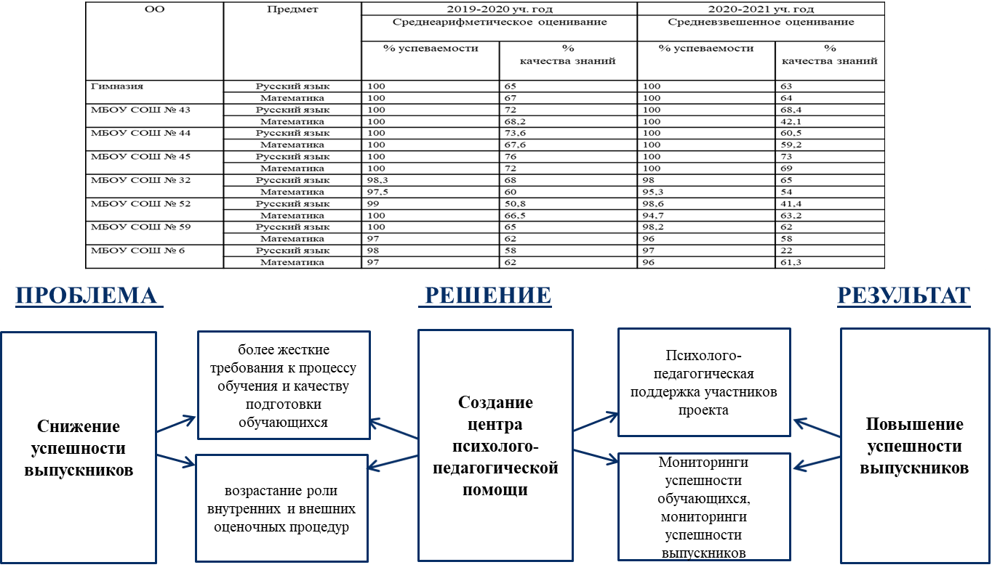 ОО Предмет 2019-2020 уч. год 2020-2021 уч. год
Среднеарифметическое оценивание Средневзвешенное оценивание
% успеваемости % качества знаний % успеваемости % качества знаний
Гимназия Русский язык 100 65 100 63
Математика 100 67 100 64
МБОУ СОШ № 43 Русский язык 100 72 100 68,4
Математика 100 68,2 100 42,1
МБОУ СОШ № 44 Русский язык 100 73,6 100 60,5
Математика 100 67,6 100 59,2
МБОУ СОШ № 45 Русский язык 100 76 100 73
Математика 100 72 100 69
МБОУ СОШ № 32 Русский язык 98,3 68 98 65
Математика 97,5 60 95,3 54
МБОУ СОШ № 52 Русский язык 99 50,8 98,6 41,4
Математика 100 66,5 94,7 63,2
МБОУ СОШ № 59 Русский язык 100 65 98,2 62
Математика 97 62 96 58
МБОУ СОШ № 6 Русский язык 98 58 97 22
Математика 97 62 96 61,3
ПРОБЛЕМА РЕШЕНИЕ РЕЗУЛЬТАТ
Снижение
успешности
выпускников
более жесткие
требования к процессу
обучения и качеству
подготовки
обучающихся
возрастание роли
внутренних и внешних
оценочных процедур
Создание
центра
психолого-
педагогической
помощи
Психолого-
педагогическая
поддержка участников
проекта
Мониторинги
успешности
обучающихся,
мониторинги
успешности
выпускников
Повышение
успешности
выпускников